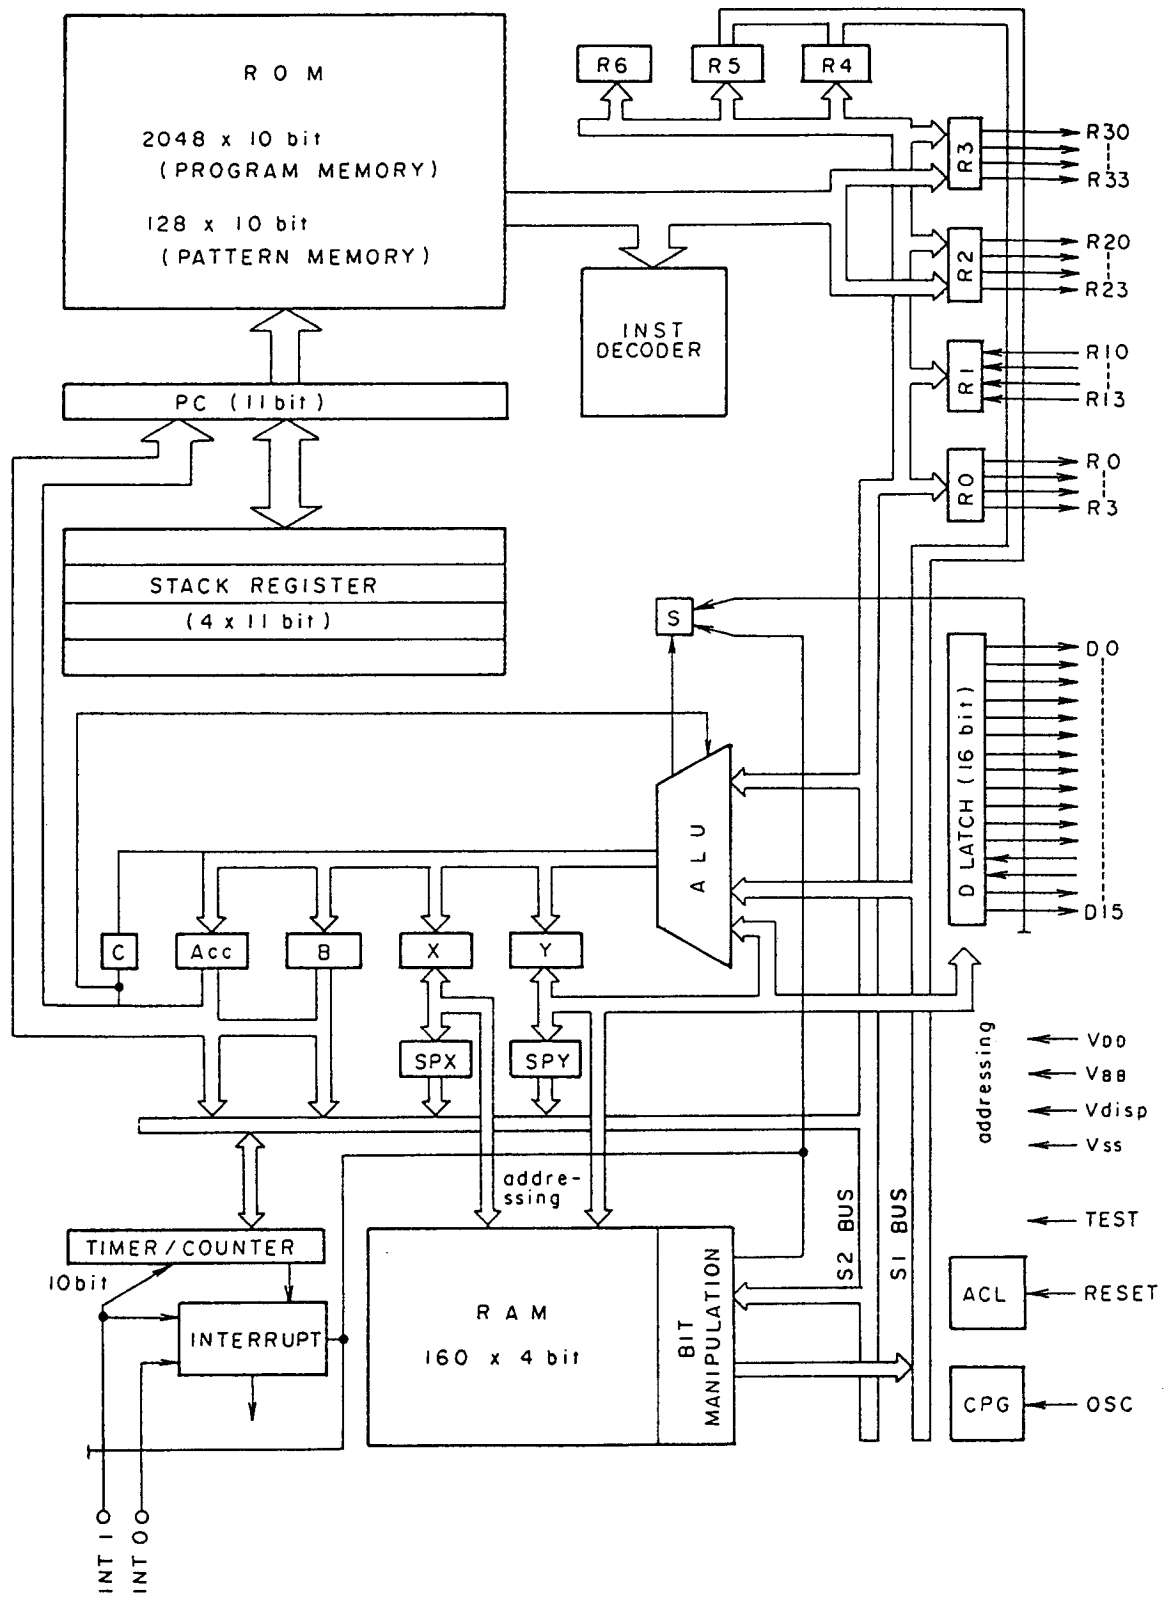 ROM
2048 x 10 bit
(PROGRAM MEMORY)
128 x 10 bit
(PATTERN MEMORY)
R6
R5
R4
R3
R30
R33
R2
R20
R23
INST
DECODER
R1
R10
R13
PC (11bit)
R0
R0
R3
STACK REGISTER
(4 x 11 bit)
S
D LATCH (16 bit)
D0
D15
ALU
C
Acc
B
X
Y
SPX
SPY
addressing
VDD
VBB
Vdisp
Vss
addre-
ssing
S2 BUS
S1 BUS
TEST
TIMER/COUNTER
10bit
INTERRUPT
RAM
160 x 4 bit
BIT
MANIPULATION
ACL
RESET
CPG
OSC
INT 1
INT 0